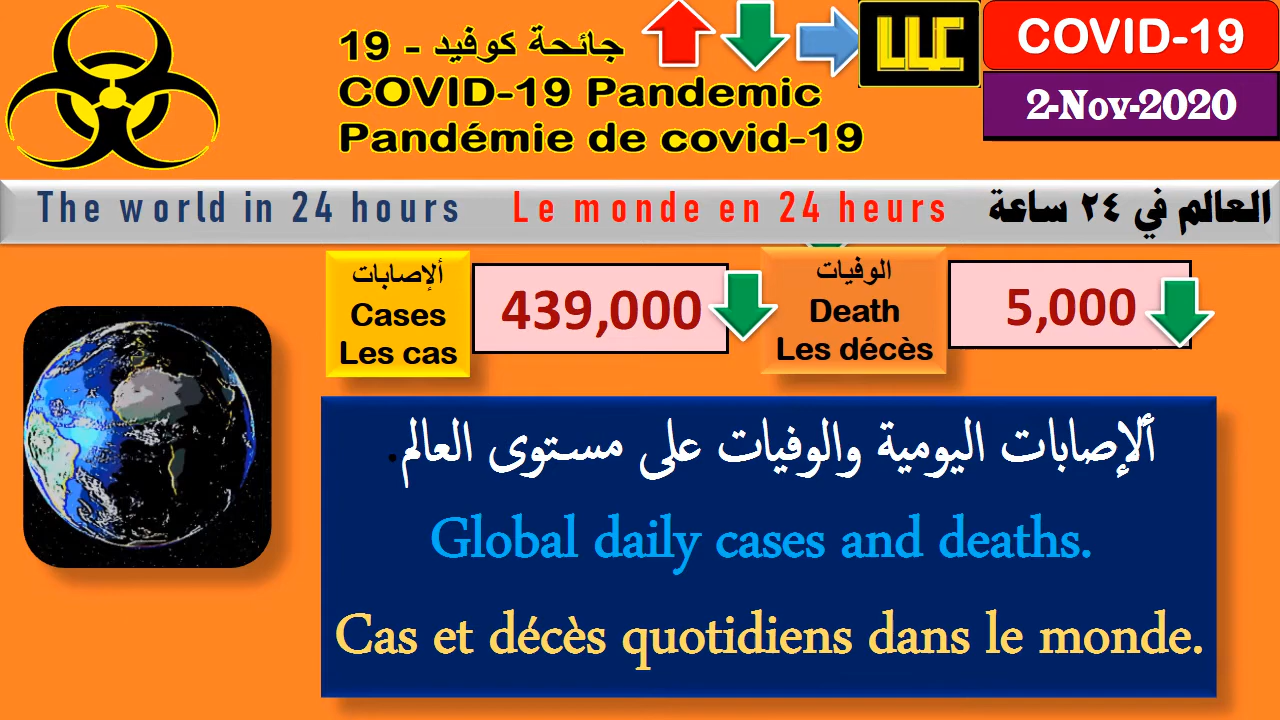 جائحة كوفيد - 19
COVID-19 Pandemic
Pandémie de covid-19
LLC
COVID-19
2-Nov-2020
The world in 24 hours
Le monde en 24 heurs
العالم في ٢٤ ساعة
ألإصابات
Cases
Les cas
439,000
الوفيات
Death
Les décès
5,000
ألإصابات اليومية والوفيات على مستوى العالم.
Global daily cases and deaths.
Cas et décès quotidiens dans le monde.